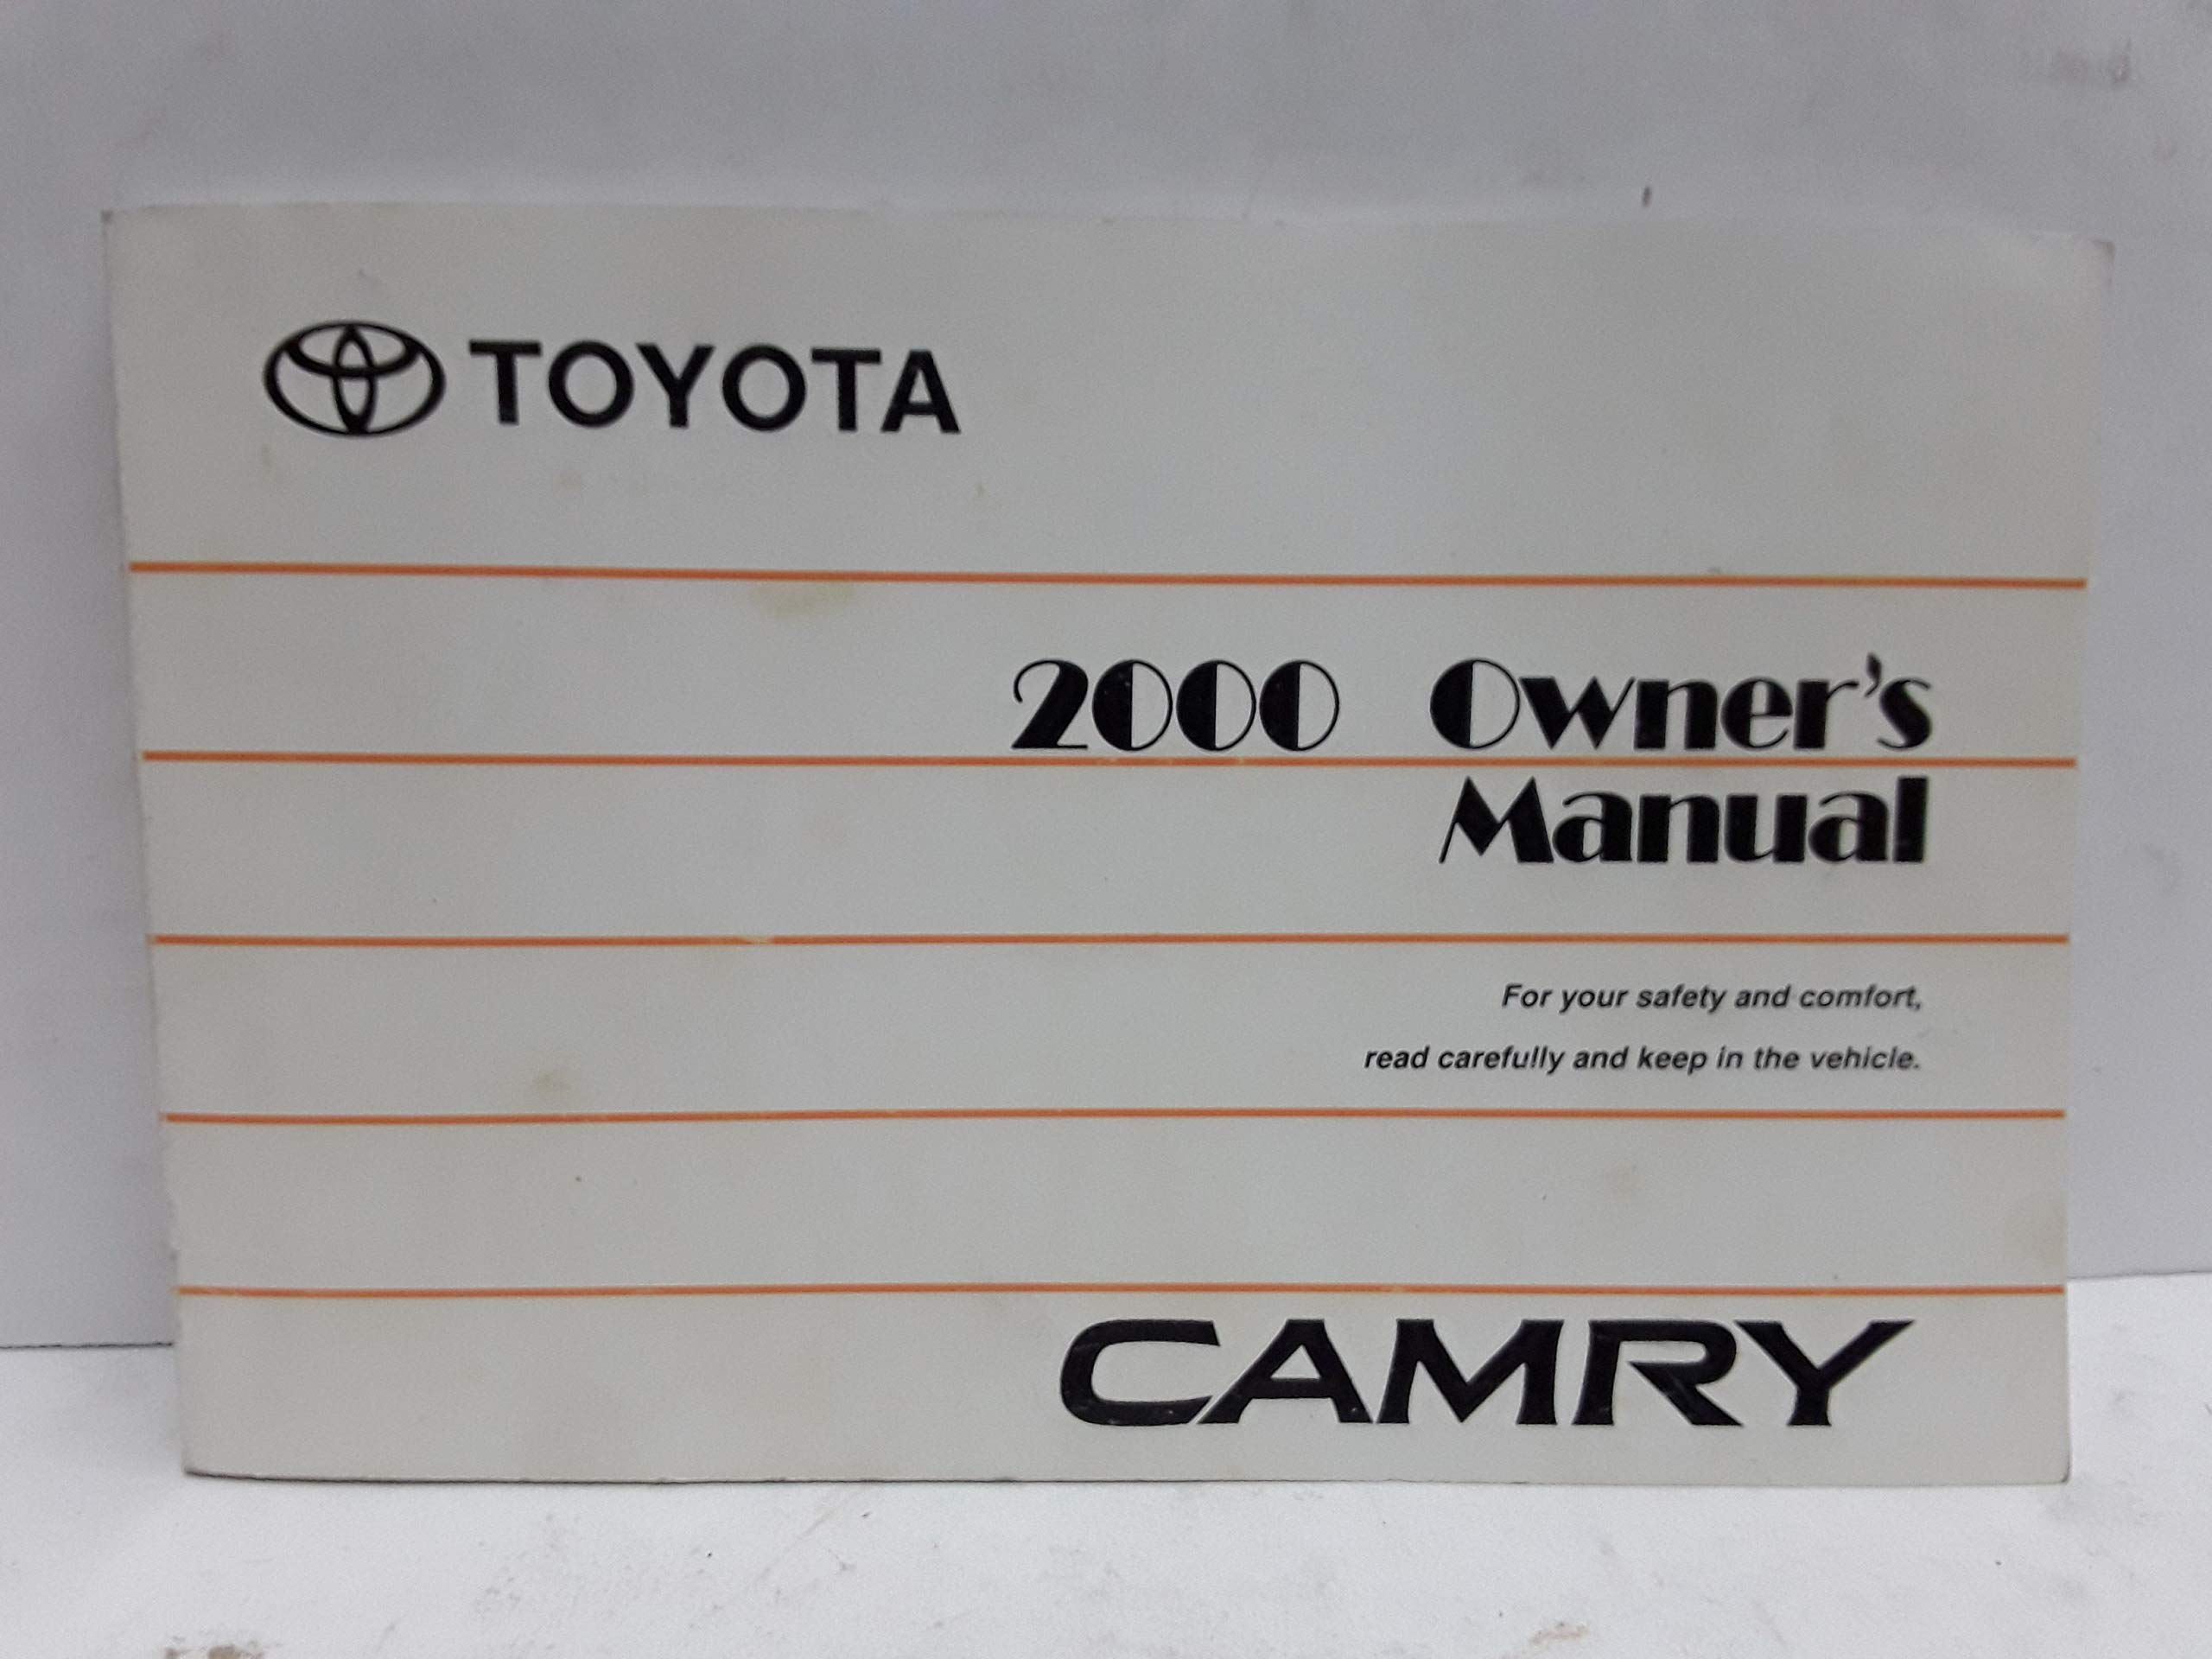 TOYOTA
2000 Owner's
Manual
For your safety and comfort,
read carefully and keep in the vehicle.
CAMRY